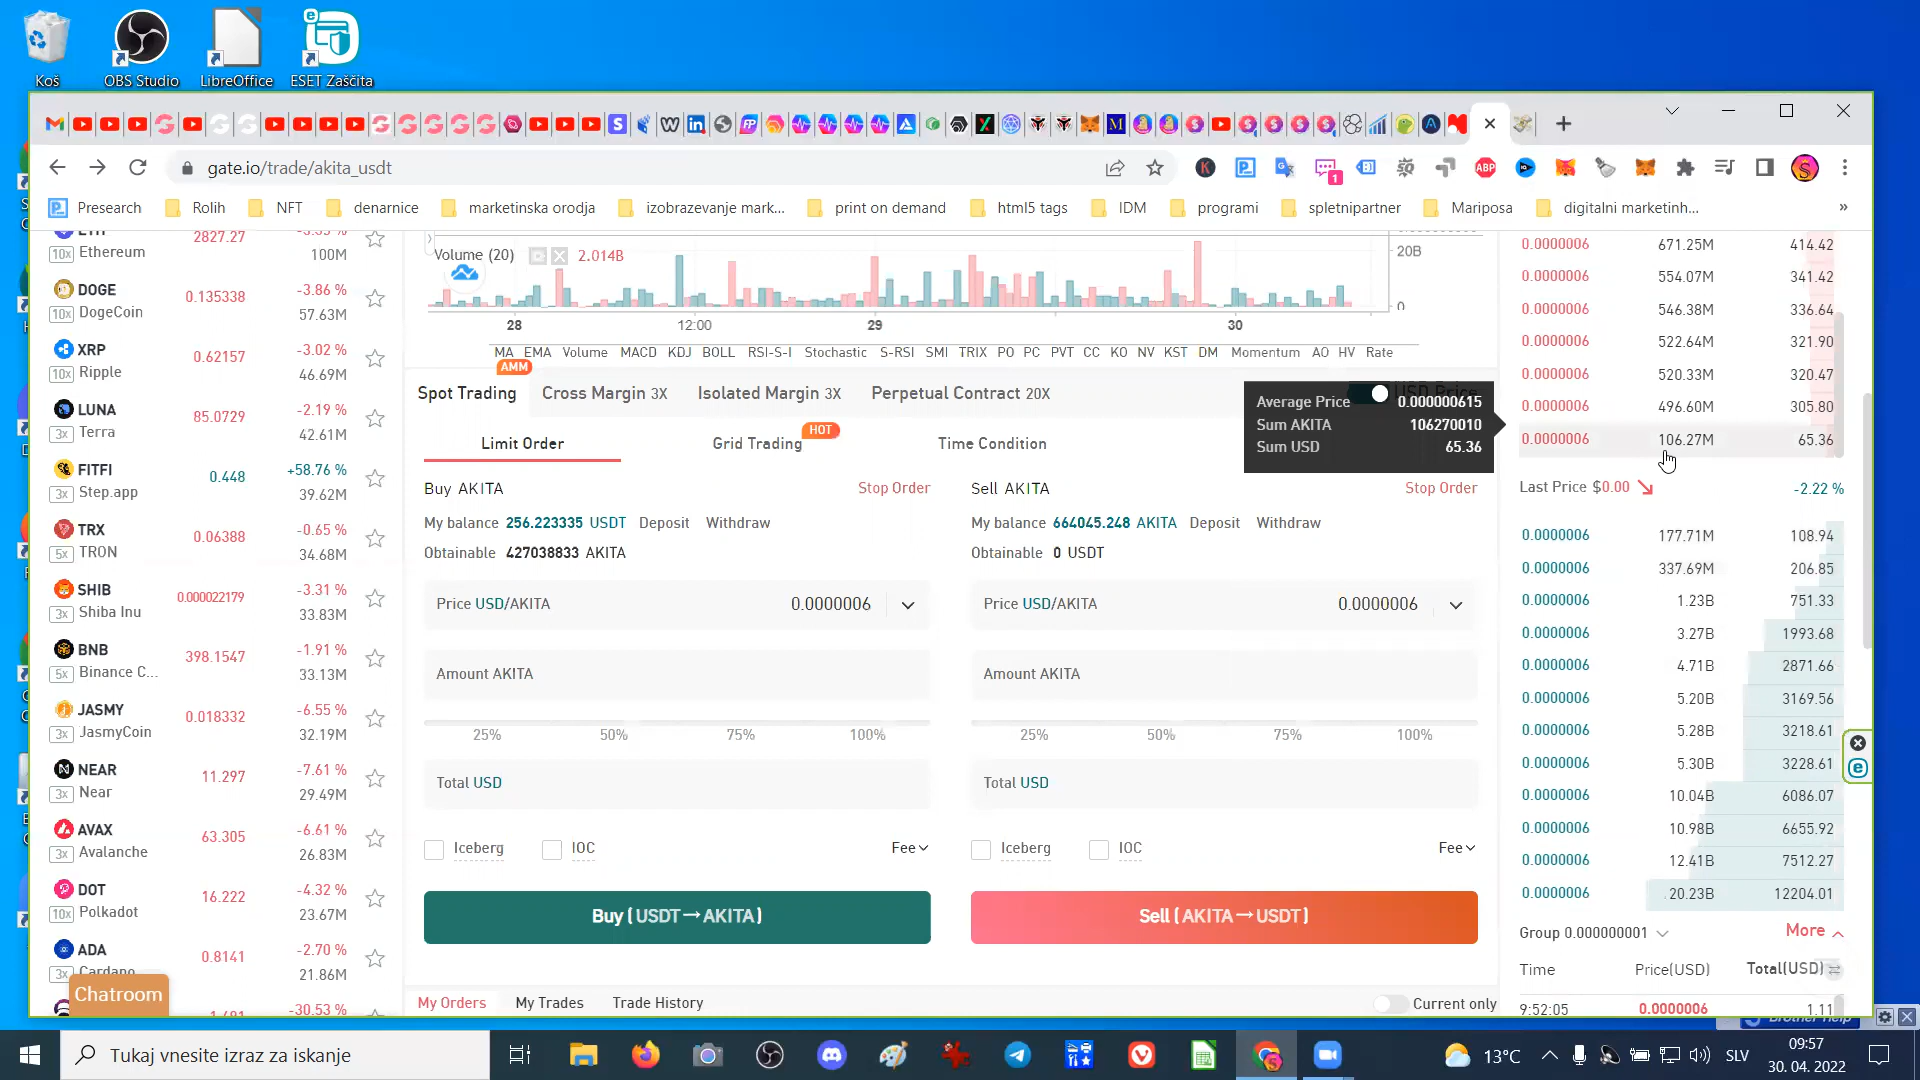 Koš
OBS Studio
LibreOffice
ESET Zaščita
gate.io/trade/akita_usdt
1
ABP
Presearch
Rolih
NFT
denarnice
marketinska orodja
izobrazevanje mark...
print on demand
html5 tags
IDM
programi
spletnipartner
Mariposa
digitalni marketinh...
»
10x Ethereum 2827.27 100M
DOGE -3.86 %
10x DogeCoin 0.135338 57.63M
XRP -3.02 %
10x Ripple 0.62157 46.69M
LUNA -2.19 %
3x Terra 85.0729 42.61M
FITFI +58.76 %
3x Step.app 0.448 39.62M
TRX -0.65 %
5x TRON 0.06388 34.68M
SHIB -3.31 %
3x Shiba Inu 0.000022179 33.83M
BNB -1.91 %
5x Binance C... 398.1547 33.13M
JASMY -6.55 %
3x JasmyCoin 0.018332 32.19M
NEAR -7.61 %
3x Near 11.297 29.49M
AVAX -6.61 %
3x Avalanche 63.305 26.83M
DOT -4.32 %
10x Polkadot 16.222 23.67M
ADA -2.70 %
3x Cardano 0.8141 21.86M
-30.53 %
Chatroom
Volume (20) 2.014B
20B
0
28 12:00 29 30
MA EMA Volume MACD KDJ BOLL RSI-S-I Stochastic S-RSI SMI TRIX PO PC PVT CC KO NV KST DM Momentum AO HV Rate
AMM
Spot Trading Cross Margin 3X Isolated Margin 3X Perpetual Contract 20X
Average Price 0.000000615
Sum AKITA 106270010
Sum USD 65.36
HOT
Limit Order Grid Trading Time Condition
Buy AKITA Stop Order
My balance 256.223335 USDT Deposit Withdraw
Obtainable 427038833 AKITA
Price USD/AKITA 0.0000006
Amount AKITA
25% 50% 75% 100%
Total USD
Iceberg IOC Fee
Buy (USDT→AKITA)
Sell AKITA Stop Order
My balance 664045.248 AKITA Deposit Withdraw
Obtainable 0 USDT
Price USD/AKITA 0.0000006
Amount AKITA
25% 50% 75% 100%
Total USD
Iceberg IOC Fee
Sell (AKITA→USDT)
My Orders My Trades Trade History Current only
0.0000006 671.25M 414.42
0.0000006 554.07M 341.42
0.0000006 546.38M 336.64
0.0000006 522.64M 321.90
0.0000006 520.33M 320.47
0.0000006 496.60M 305.80
0.0000006 106.27M 65.36
Last Price $0.00 -2.22 %
0.0000006 177.71M 108.94
0.0000006 337.69M 206.85
0.0000006 1.23B 751.33
0.0000006 3.27B 1993.68
0.0000006 4.71B 2871.66
0.0000006 5.20B 3169.56
0.0000006 5.28B 3218.61
0.0000006 5.30B 3228.61
0.0000006 10.04B 6086.07
0.0000006 10.98B 6655.92
0.0000006 12.41B 7512.27
0.0000006 20.23B 12204.01
Group 0.000000001 More
Time Price(USD) Total(USD)
9:52:05 0.0000006 1.11
Tukaj vnesite izraz za iskanje
13°C
SLV
09:57
30. 04. 2022